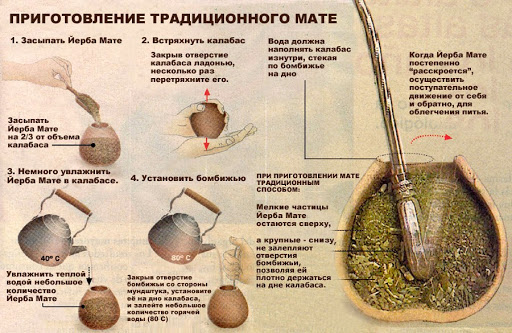 ПРИГОТОВЛЕНИЕ ТРАДИЦИОННОГО МАТЕ
1. Засыпать Йерба Мате
Засыпать
Йерба Мате
на 2/3 от объема
калабаса
2. Встряхнуть калабас
Закрыв отверстие
калабаса ладонью,
несколько раз
перетряхните его.
Вода должна
наполнять калабас
изнутри, стекая
по бомбижье
на дно
Когда Йерба Мате
постепенно
"расскроется",
осуществить
поступательное
движение от себя
и обратно, для
облегчения питья.
3. Немного увлажнить
Йерба Мате в калабасе.
40º С
Увлажнить теплой
водой небольшое
количество
Йерба Мате
4. Установить бомбижью
80º С
Закрыв отверстие
бомбижьи со стороны
мундштука, установите
её на дно калабаса,
и залейте небольшое
количество горячей
воды (80 С)
ПРИ ПРИГОТОВЛЕНИИ МАТЕ
ТРАДИЦИОННЫМ
СПОСОБОМ:
Мелкие частицы
Йерба Мате
остаются сверху,
а крупные - снизу,
не залепляют
отверстия
бомбижьи,
позволяя ей
плотно держаться
на дне калабаса.